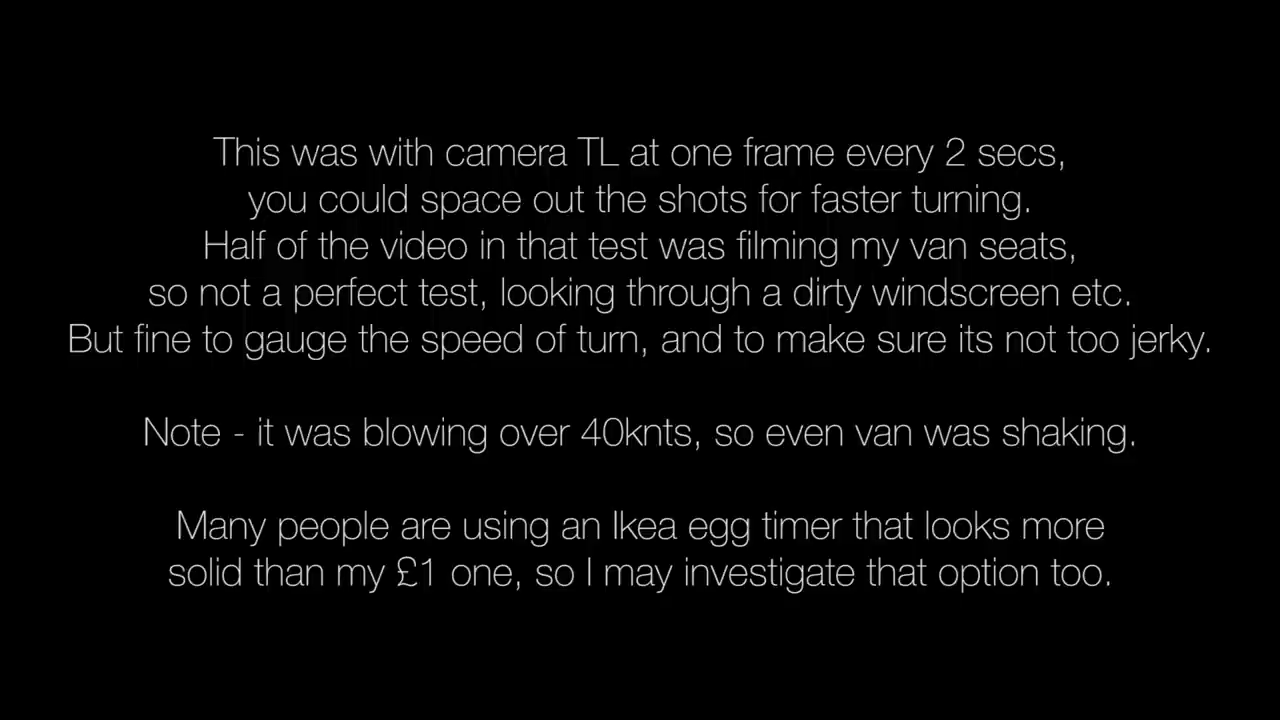 This was with camera TL at one frame every 2 secs,
you could space out the shots for faster turning.
Half of the video in that test was filming my van seats,
so not a perfect test, looking through a dirty windscreen etc.
But fine to gauge the speed of turn, and to make sure its not too jerky.
Note - it was blowing over 40knts, so even van was shaking.
Many people are using an Ikea egg timer that looks more
solid than my £1 one, so I may investigate that option too.